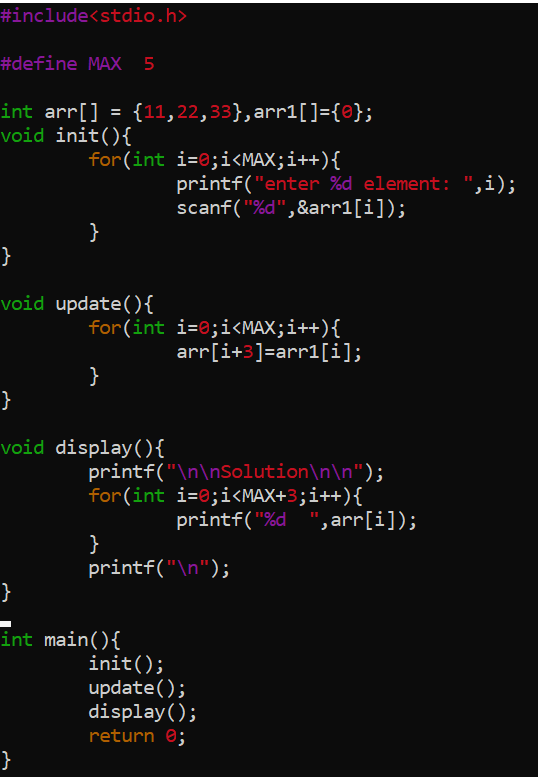 #include<stdio.h>
#define MAX  5
int arr[] = {11,22,33},arr1[]={0};
void init(){
        for(int i=0;i<MAX;i++){
                printf("enter %d element: ",i);
                scanf("%d",&arr1[i]);
        }
}
void update(){
        for(int i=0;i<MAX;i++){
                arr[i+3]=arr1[i];
        }
}
void display(){
        printf("\n\nSolution\n\n");
        for(int i=0;i<MAX+3;i++){
                printf("%d  ",arr[i]);
        }
        printf("\n");
}
int main(){
        init();
        update();
        display();
        return 0;
}